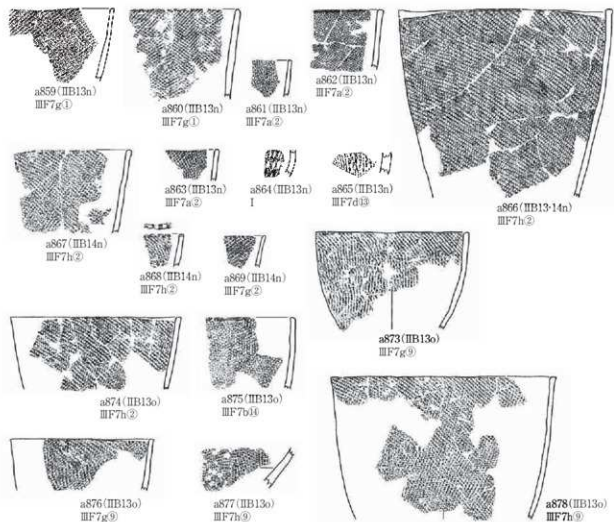 a859(ⅡB13n)
ⅢF7g①
a860(ⅡB13n)
ⅢF7g①
a861(ⅡB13n)
ⅢF7a②
a862(ⅡB13n)
ⅢF7a②
a866(ⅡB13·14n)
ⅢF7h②
a867(ⅡB14n)
ⅢF7h②
a863(ⅡB13n)
ⅢF7a②
a864(ⅡB13n)
I
a865(ⅡB13n)
ⅢF7d⑬
a868(ⅡB14n)
ⅢF7h②
a869(ⅡB14n)
ⅢF7g②
a873(ⅡB13o)
ⅢF7g⑨
a874(ⅡB13o)
ⅢF7h②
a875(ⅡB13o)
ⅢF7b⑭
a876(ⅡB13o)
ⅢF7g⑨
a877(ⅡB13o)
ⅢF7h⑨
a878(ⅡB13o)
ⅢF7h⑨